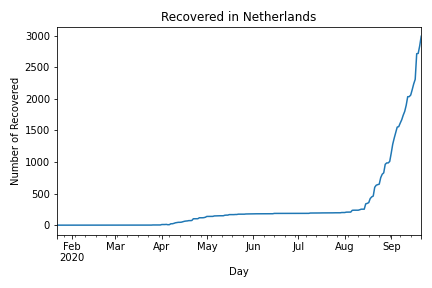 Recovered in Netherlands
Number of Recovered
3000
2500
2000
1500
1000
500
0
Feb Mar Apr May Jun Jul Aug Sep
2020
Day